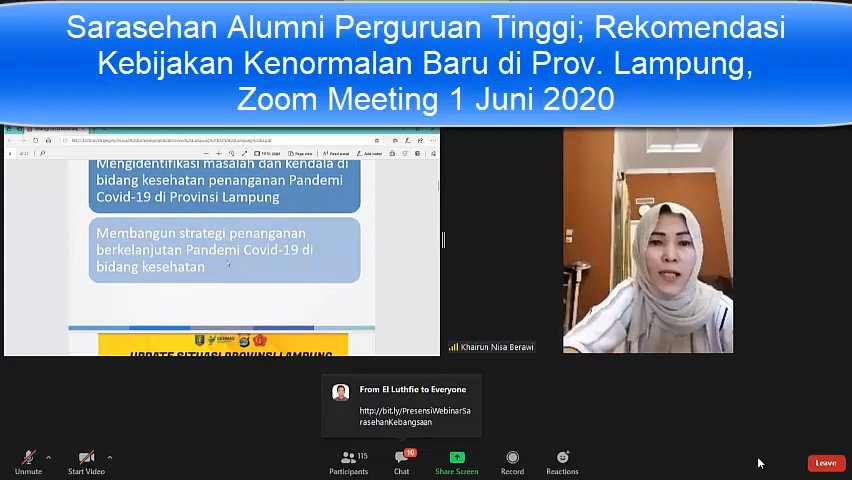 Sarasehan Alumni Perguruan Tinggi; Rekomendasi
Kebijakan Kenormalan Baru di Prov. Lampung,
Zoom Meeting 1 Juni 2020
Mengidentifikasi masalah dan kendala di
bidang kesehatan penanganan Pandemi
Covid-19 di Provinsi Lampung
Membangun strategi penanganan
berkelanjutan Pandemi Covid-19 di
bidang kesehatan
UPDATE SITUASI PROVINSI LAMPUNG
Khairun Nisa Berawi
From El Luthfie to Everyone
http://bit.ly/PresensiWebinarSa
rasehanKebangsaan
Unmute
Start Video
115
Participants
10
Chat
Share Screen
Record
Reactions
Leave